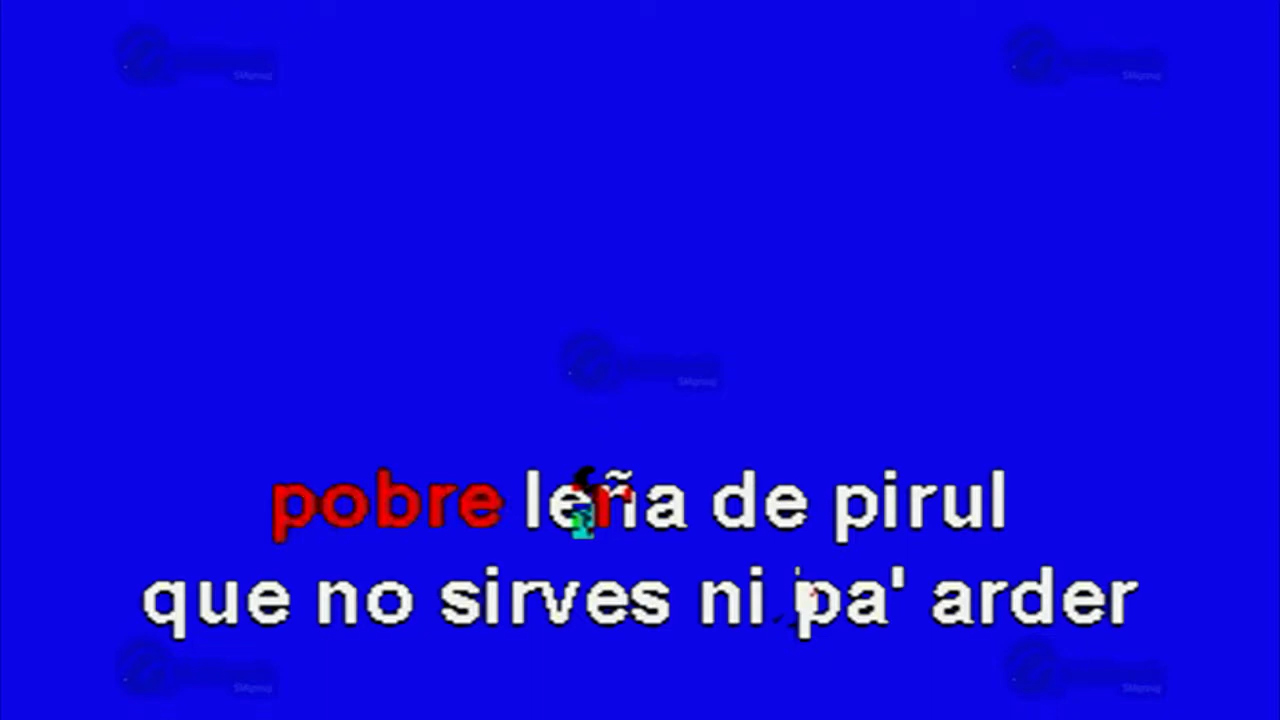 pobre leña de pirul
que no sirves ni pa' arder